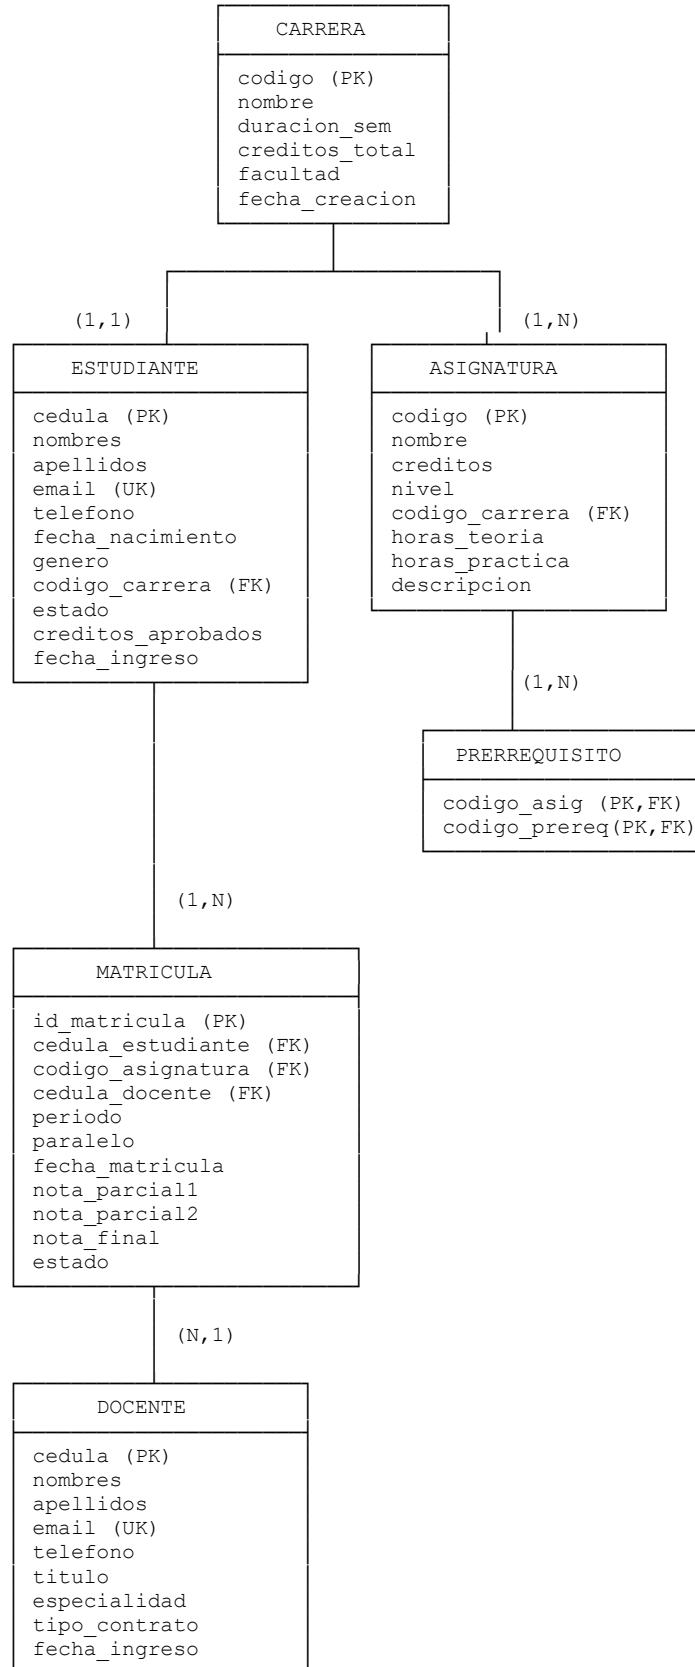 CARRERA
codigo (PK)
nombre
duracion_sem
creditos_total
facultad
fecha_creacion
(1,1)
(1,N)
ESTUDIANTE
cedula (PK)
nombres
apellidos
email (UK)
telefono
fecha_nacimiento
genero
codigo_carrera (FK)
estado
creditos_aprobados
fecha_ingreso
ASIGNATURA
codigo (PK)
nombre
creditos
nivel
codigo_carrera (FK)
horas_teoria
horas_practica
descripcion
(1,N)
PRERREQUISITO
codigo_asig (PK,FK)
codigo_prereq(PK,FK)
(1,N)
MATRICULA
id_matricula (PK)
cedula_estudiante (FK)
codigo_asignatura (FK)
cedula_docente (FK)
periodo
paralelo
fecha_matricula
nota_parcial1
nota_parcial2
nota_final
estado
(N,1)
DOCENTE
cedula (PK)
nombres
apellidos
email (UK)
telefono
titulo
especialidad
tipo_contrato
fecha_ingreso